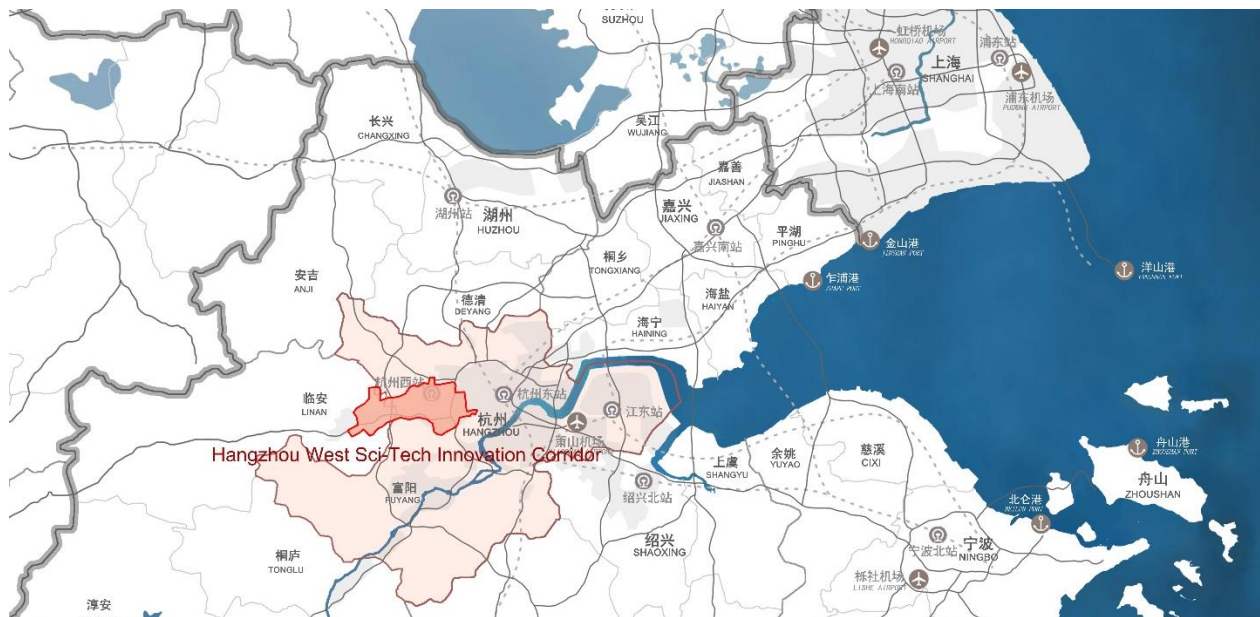 SUZHOU
虹桥机场
HONGQIAO AIRPORT
浦东站
上海
SHANGHAI
上海南站
浦东机场
PUDONG AIRPORT
长兴
CHANGXING
吴江
WUJIANG
嘉善
JIASHAN
湖州站
湖州
HUZHOU
嘉兴
JIAXING
嘉兴南站
平湖
PINGHU
金山港
桐乡
TONGXIANG
安吉
ANJI
乍浦港
洋山港
德清
DEYANG
海盐
HAIYAN
海宁
HAINING
杭州西站
杭州东站
临安
LINAN
杭州
HANGZHOU
江东站
萧山机场
Hangzhou West Sci-Tech Innovation Corridor
上虞
SHANGYU
余姚
YUYAO
慈溪
CIXI
舟山港
ZHOUSHAN PORT
舟山
ZHOUSHAN
富阳
FUYANG
绍兴北站
北仑港
BEILUN PORT
绍兴
SHAOXING
宁波北站
宁波
NINGBO
桐庐
TONGLU
栎社机场
LISHE AIRPORT
淳安